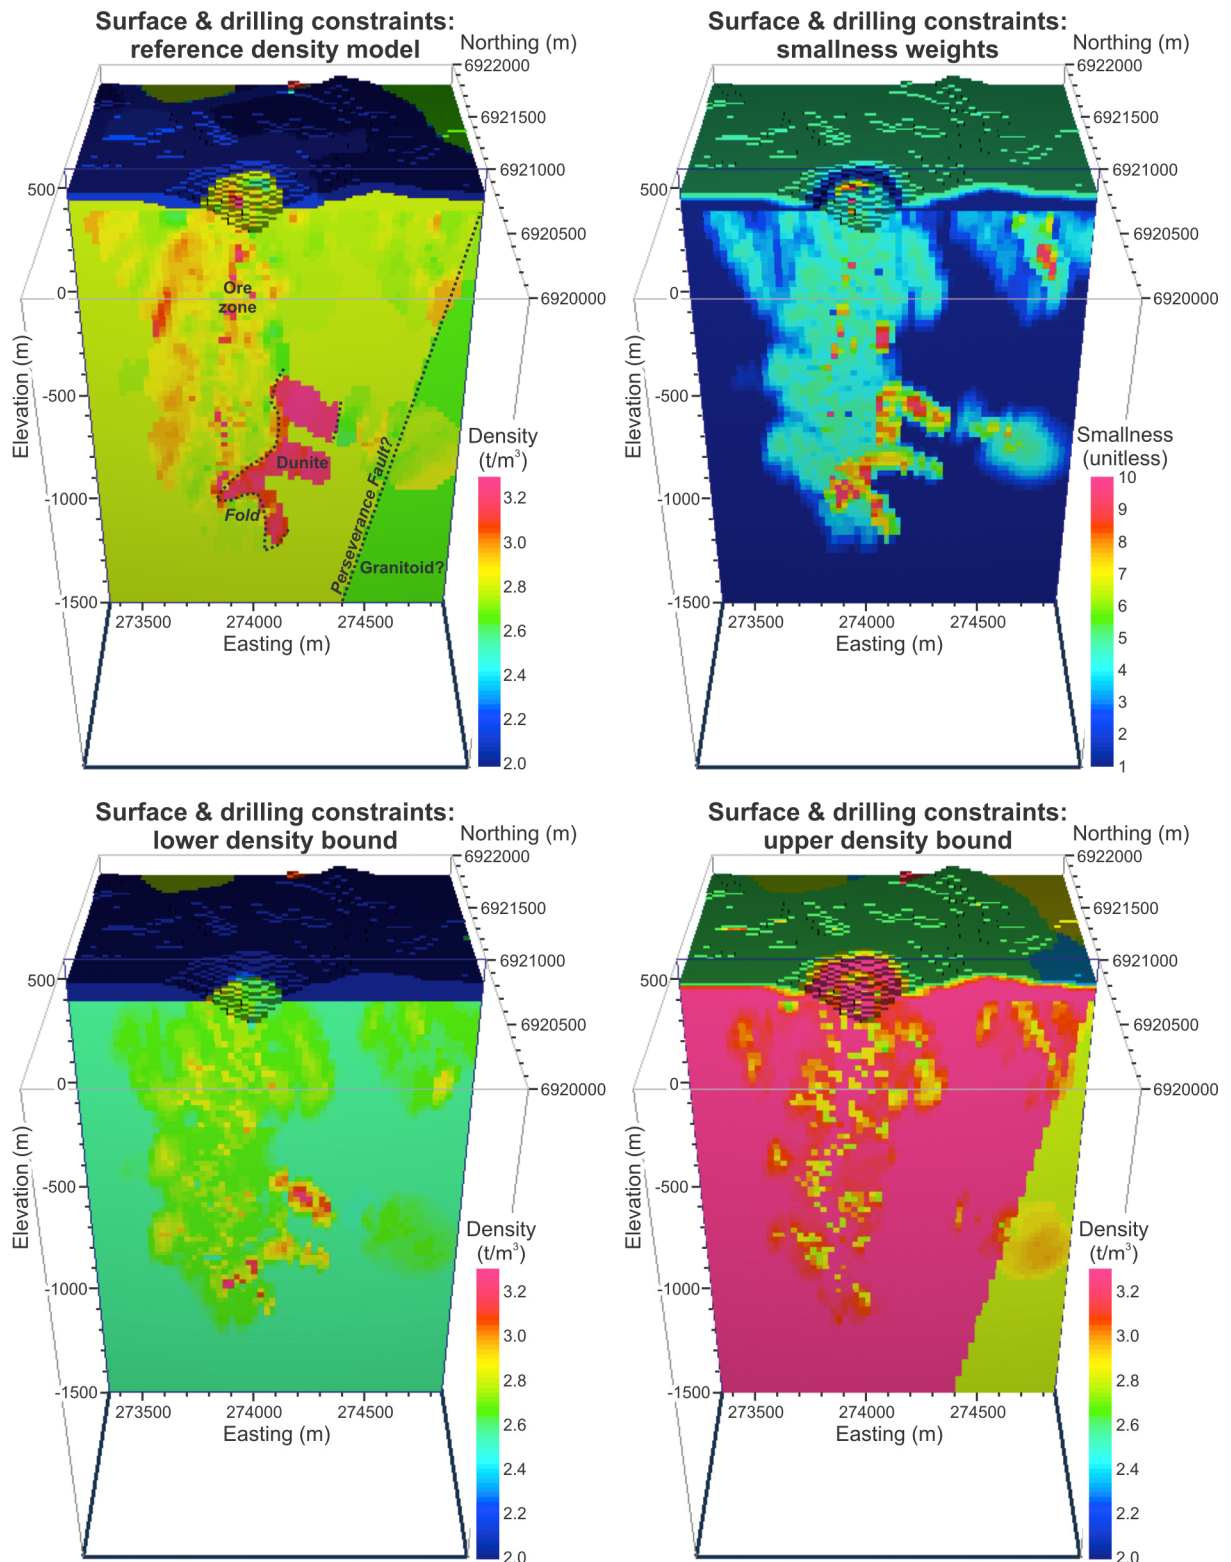 Surface & drilling constraints:
reference density model
Northing (m)
6922000
6921500
6921000
6920500
6920000
500
0
-500
-1000
-1500
Elevation (m)
Ore
zone
Dunite
Fold
Perseverance Fault?
Granitoid?
273500 274000 274500
Easting (m)
Density
(t/m³)
3.2
3.0
2.8
2.6
2.4
2.2
2.0
Surface & drilling constraints:
smallness weights
Northing (m)
6922000
6921500
6921000
6920500
6920000
500
0
-500
-1000
-1500
Elevation (m)
273500 274000 274500
Easting (m)
Smallness
(unitless)
10
9
8
7
6
5
4
3
2
1
Surface & drilling constraints:
lower density bound
Northing (m)
6922000
6921500
6921000
6920500
6920000
500
0
-500
-1000
-1500
Elevation (m)
273500 274000 274500
Easting (m)
Density
(t/m³)
3.2
3.0
2.8
2.6
2.4
2.2
2.0
Surface & drilling constraints:
upper density bound
Northing (m)
6922000
6921500
6921000
6920500
6920000
500
0
-500
-1000
-1500
Elevation (m)
273500 274000 274500
Easting (m)
Density
(t/m³)
3.2
3.0
2.8
2.6
2.4
2.2
2.0